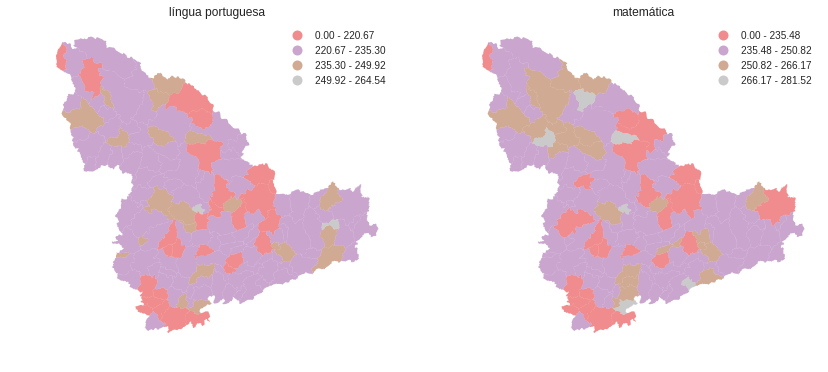 língua portuguesa
0.00 - 220.67
220.67 - 235.30
235.30 - 249.92
249.92 - 264.54
matemática
0.00 - 235.48
235.48 - 250.82
250.82 - 266.17
266.17 - 281.52